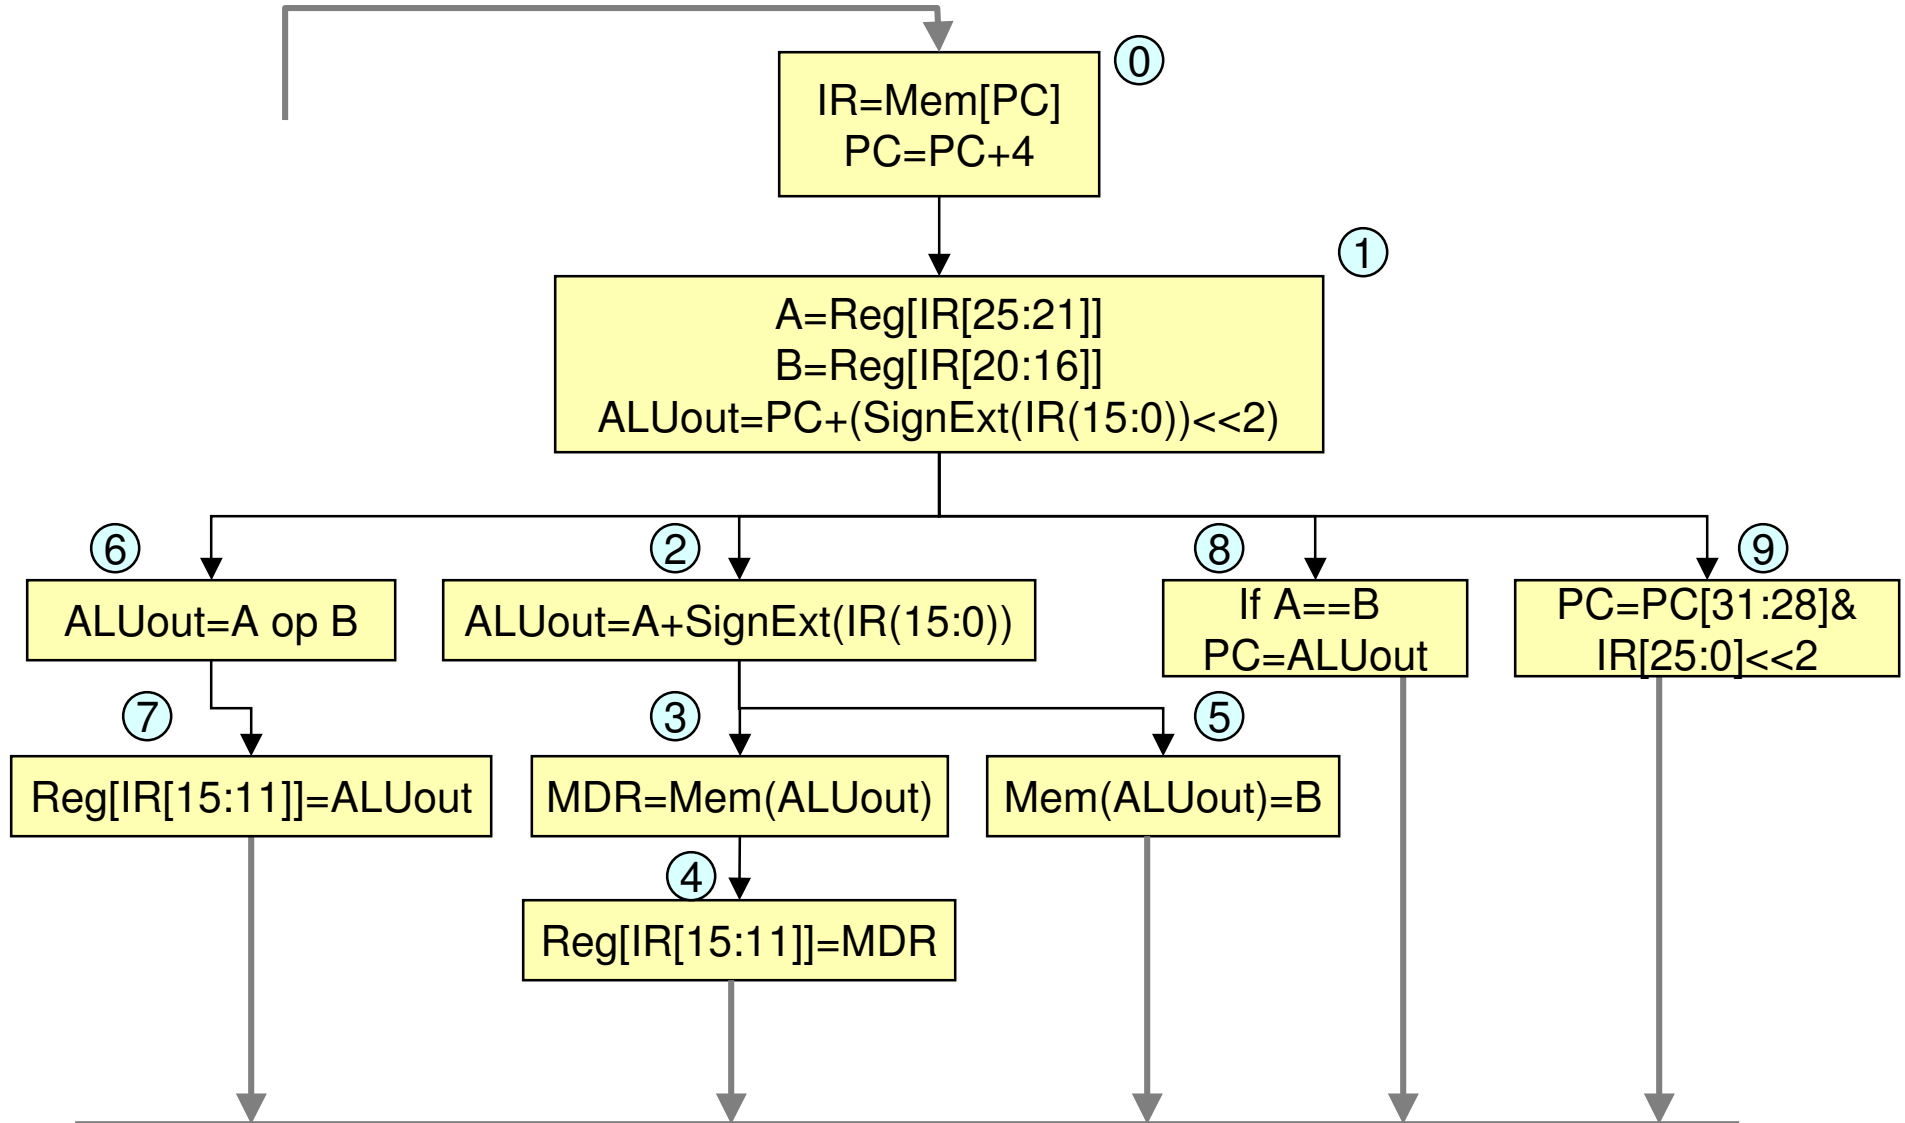 0
IR=Mem[PC]
PC=PC+4
1
A=Reg[IR[25:21]]
B=Reg[IR[20:16]]
ALUout=PC+(SignExt(IR(15:0))<<2)
6
ALUout=A op B
2
ALUout=A+SignExt(IR(15:0))
8
If A==B
PC=ALUout
9
PC=PC[31:28]&
IR[25:0]<<2
7
Reg[IR[15:11]]=ALUout
3
MDR=Mem(ALUout)
5
Mem(ALUout)=B
4
Reg[IR[15:11]]=MDR